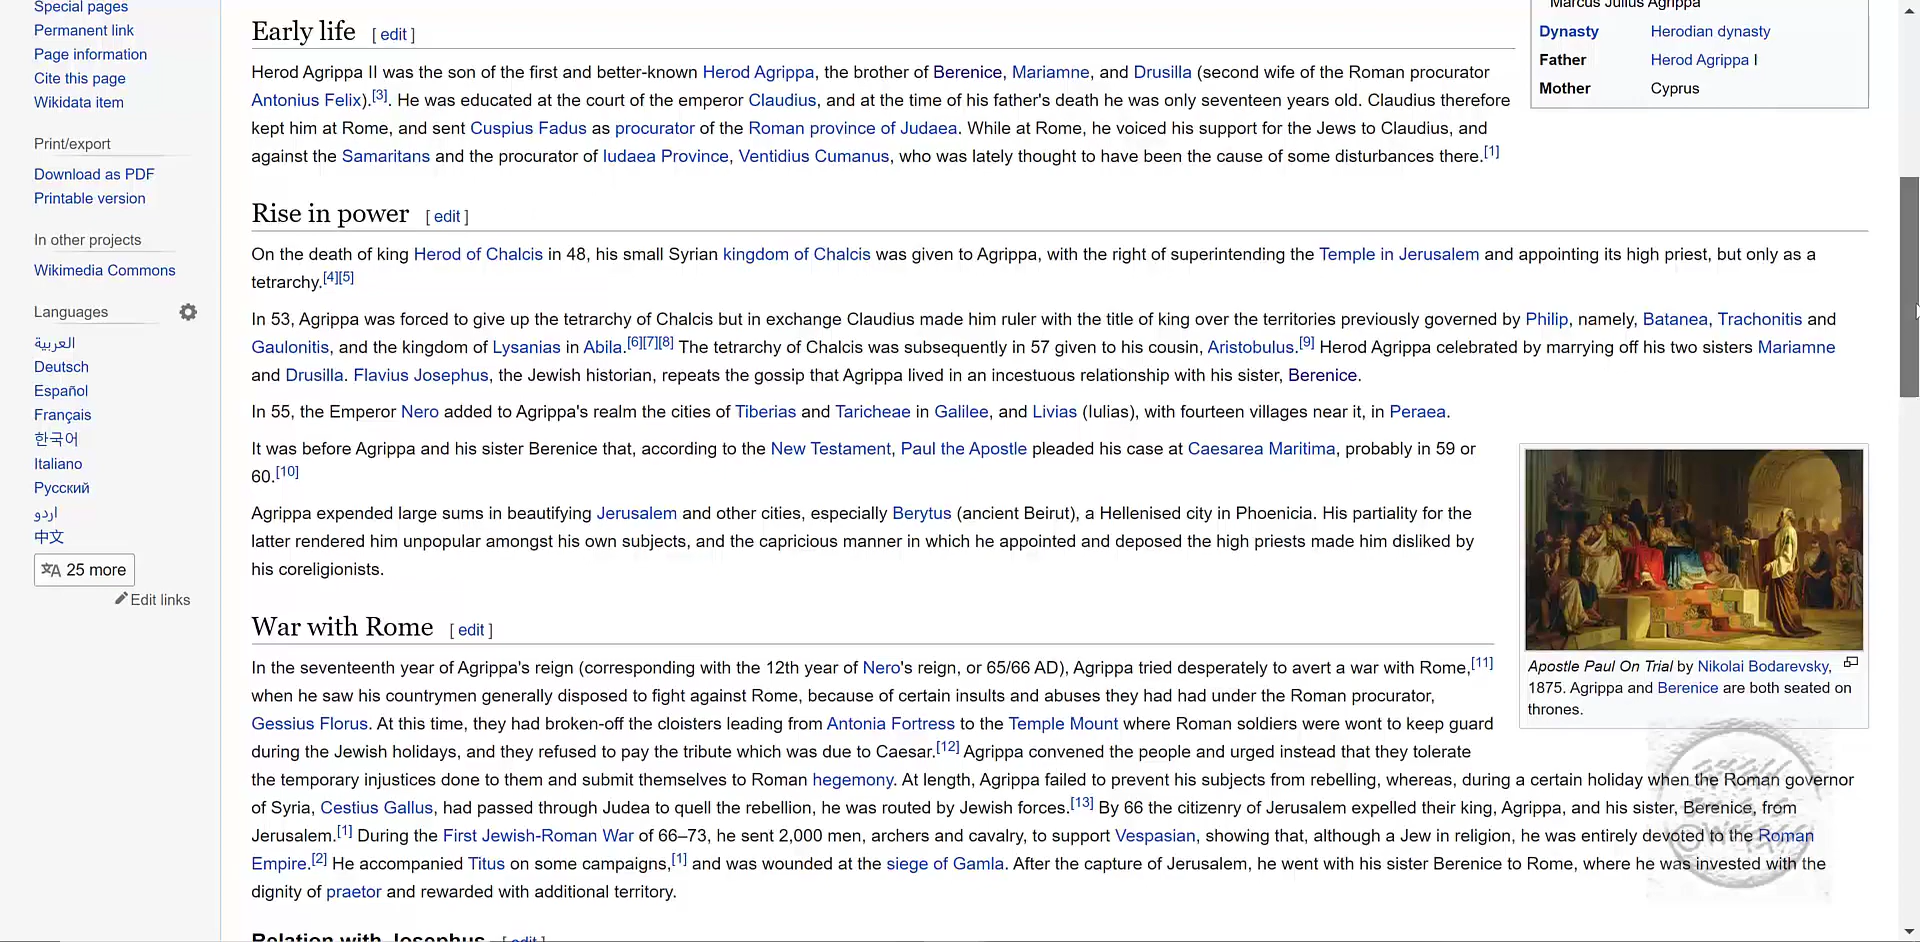 Special pages
Permanent link
Page information
Cite this page
Wikidata item
Print/export
Download as PDF
Printable version
In other projects
Wikimedia Commons
Languages
العربية
Deutsch
Español
Français
한국어
Italiano
Русский
اردو
中文
25 more
Edit links
Early life [ edit ]
Herod Agrippa II was the son of the first and better-known Herod Agrippa, the brother of Berenice, Mariamne, and Drusilla (second wife of the Roman procurator
Antonius Felix).[3]. He was educated at the court of the emperor Claudius, and at the time of his father's death he was only seventeen years old. Claudius therefore
kept him at Rome, and sent Cuspius Fadus as procurator of the Roman province of Judaea. While at Rome, he voiced his support for the Jews to Claudius, and
against the Samaritans and the procurator of Iudaea Province, Ventidius Cumanus, who was lately thought to have been the cause of some disturbances there.[1]
Marcus Julius Agrippa
Dynasty Herodian dynasty
Father Herod Agrippa I
Mother Cyprus
Rise in power [ edit ]
On the death of king Herod of Chalcis in 48, his small Syrian kingdom of Chalcis was given to Agrippa, with the right of superintending the Temple in Jerusalem and appointing its high priest, but only as a
tetrarchy.[4][5]
In 53, Agrippa was forced to give up the tetrarchy of Chalcis but in exchange Claudius made him ruler with the title of king over the territories previously governed by Philip, namely, Batanea, Trachonitis and
Gaulonitis, and the kingdom of Lysanias in Abila.[6][7][8] The tetrarchy of Chalcis was subsequently in 57 given to his cousin, Aristobulus.[9] Herod Agrippa celebrated by marrying off his two sisters Mariamne
and Drusilla. Flavius Josephus, the Jewish historian, repeats the gossip that Agrippa lived in an incestuous relationship with his sister, Berenice.
In 55, the Emperor Nero added to Agrippa's realm the cities of Tiberias and Taricheae in Galilee, and Livias (Iulias), with fourteen villages near it, in Peraea.
It was before Agrippa and his sister Berenice that, according to the New Testament, Paul the Apostle pleaded his case at Caesarea Maritima, probably in 59 or
60.[10]
Agrippa expended large sums in beautifying Jerusalem and other cities, especially Berytus (ancient Beirut), a Hellenised city in Phoenicia. His partiality for the
latter rendered him unpopular amongst his own subjects, and the capricious manner in which he appointed and deposed the high priests made him disliked by
his coreligionists.
Apostle Paul On Trial by Nikolai Bodarevsky,
1875. Agrippa and Berenice are both seated on
thrones.
War with Rome [ edit ]
In the seventeenth year of Agrippa's reign (corresponding with the 12th year of Nero's reign, or 65/66 AD), Agrippa tried desperately to avert a war with Rome,[11]
when he saw his countrymen generally disposed to fight against Rome, because of certain insults and abuses they had had under the Roman procurator,
Gessius Florus. At this time, they had broken-off the cloisters leading from Antonia Fortress to the Temple Mount where Roman soldiers were wont to keep guard
during the Jewish holidays, and they refused to pay the tribute which was due to Caesar.[12] Agrippa convened the people and urged instead that they tolerate
the temporary injustices done to them and submit themselves to Roman hegemony. At length, Agrippa failed to prevent his subjects from rebelling, whereas, during a certain holiday when the Roman governor
of Syria, Cestius Gallus, had passed through Judea to quell the rebellion, he was routed by Jewish forces.[13] By 66 the citizenry of Jerusalem expelled their king, Agrippa, and his sister, Berenice, from
Jerusalem.[1] During the First Jewish-Roman War of 66–73, he sent 2,000 men, archers and cavalry, to support Vespasian, showing that, although a Jew in religion, he was entirely devoted to the Roman
Empire.[2] He accompanied Titus on some campaigns,[1] and was wounded at the siege of Gamla. After the capture of Jerusalem, he went with his sister Berenice to Rome, where he was invested with the
dignity of praetor and rewarded with additional territory.
Relation with Josephus [ edit ]